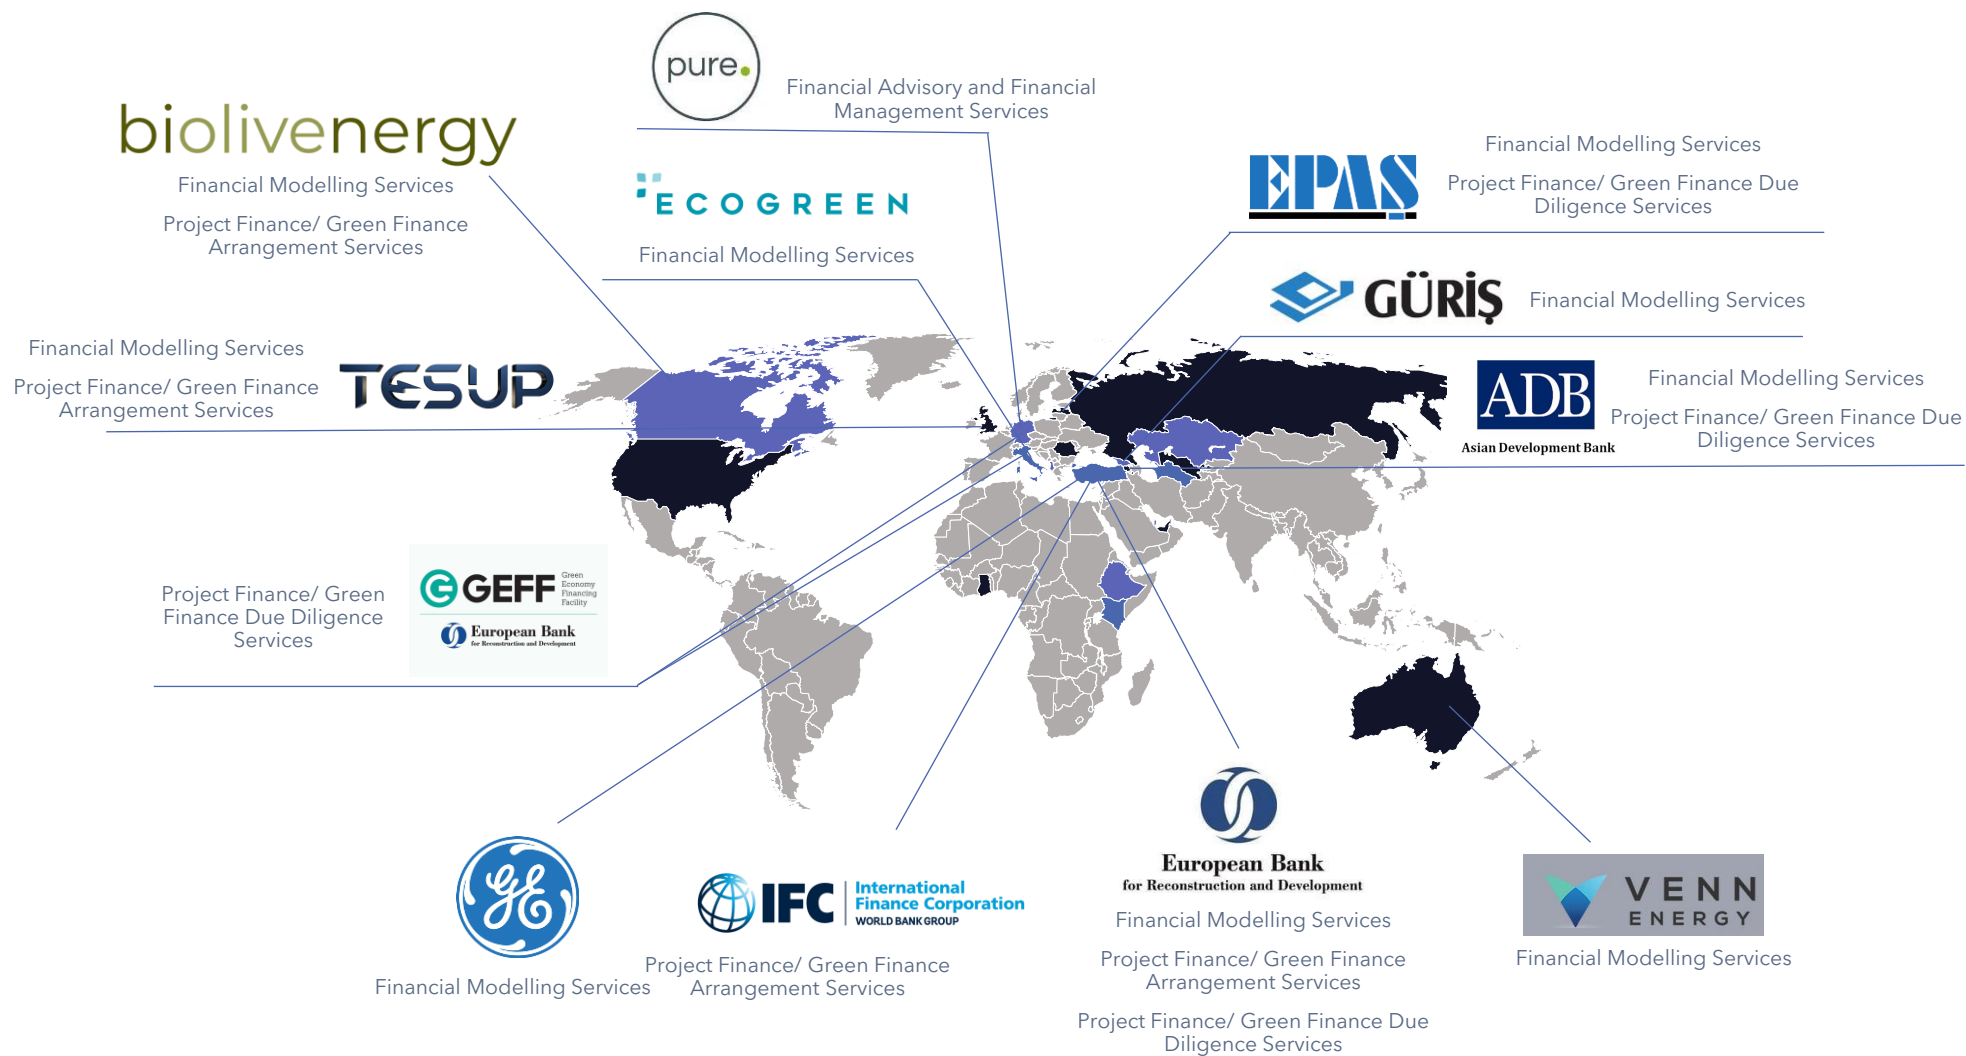 pure.
Financial Advisory and Financial
Management Services
biolivenergy
Financial Modelling Services
Project Finance/ Green Finance
Arrangement Services
ECOGREEN
Financial Modelling Services
EPAŞ
Financial Modelling Services
Project Finance/ Green Finance Due
Diligence Services
GÜRİŞ
Financial Modelling Services
Financial Modelling Services
Project Finance/ Green Finance
Arrangement Services
TESUP
ADB
Asian Development Bank
Financial Modelling Services
Project Finance/ Green Finance Due
Diligence Services
Project Finance/ Green
Finance Due Diligence
Services
GEFF
Green
Economy
Financing
Facility
European Bank
for Reconstruction and Development
GE
Financial Modelling Services
IFC
International
Finance Corporation
WORLD BANK GROUP
Project Finance/ Green Finance
Arrangement Services
European Bank
for Reconstruction and Development
Financial Modelling Services
Project Finance/ Green Finance
Arrangement Services
Project Finance/ Green Finance Due
Diligence Services
VENN
ENERGY
Financial Modelling Services